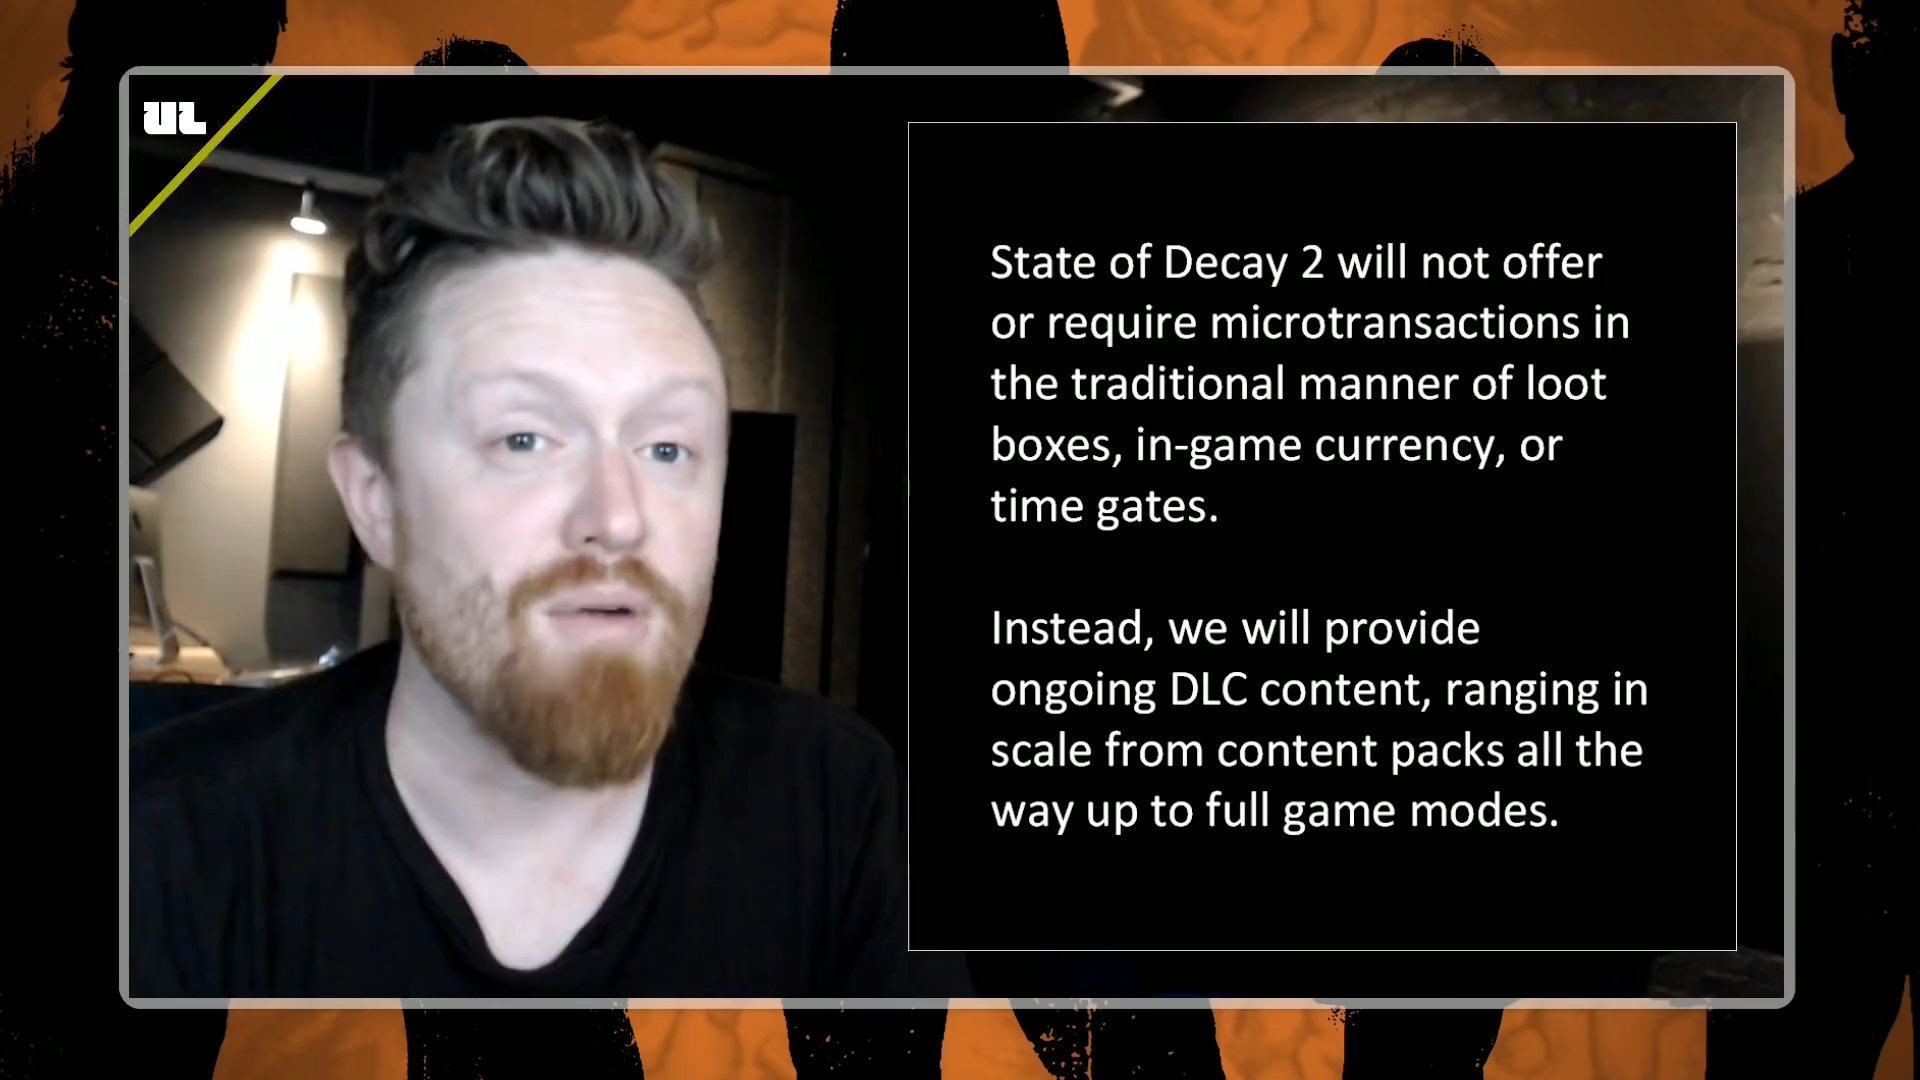 UL
State of Decay 2 will not offer
or require microtransactions in
the traditional manner of loot
boxes, in-game currency, or
time gates.
Instead, we will provide
ongoing DLC content, ranging in
scale from content packs all the
way up to full game modes.